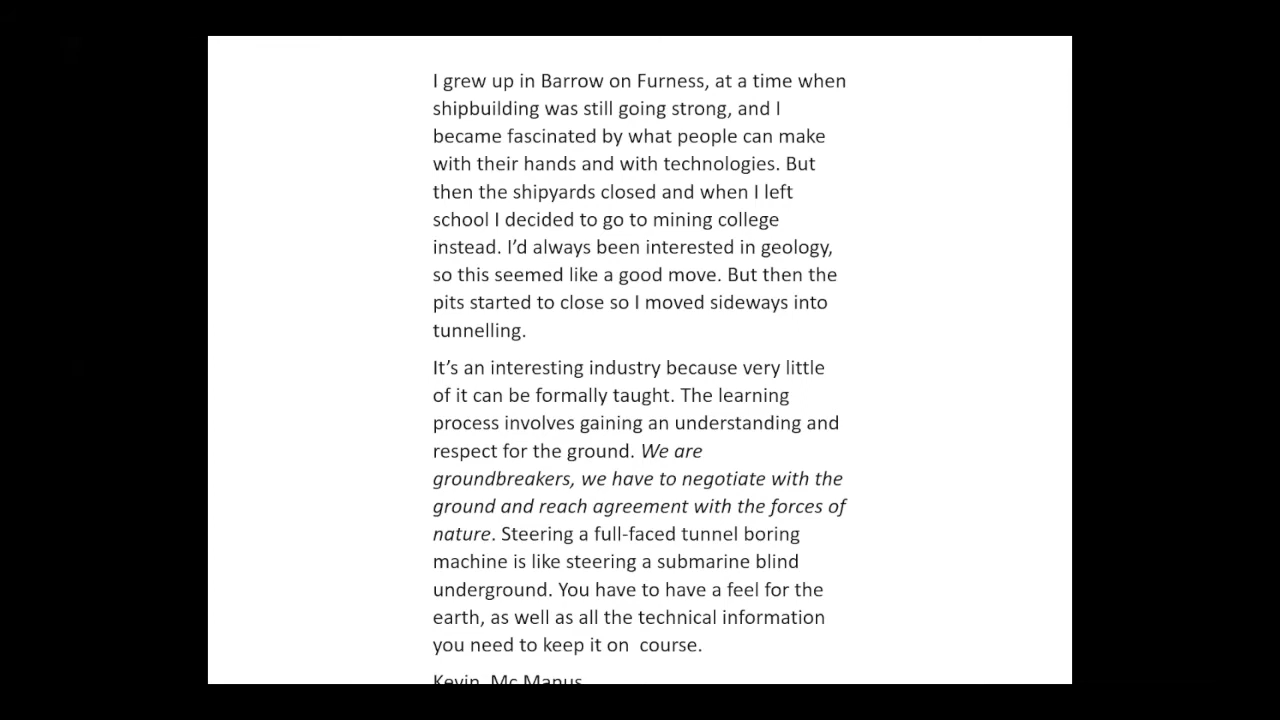 I grew up in Barrow on Furness, at a time when
shipbuilding was still going strong, and I
became fascinated by what people can make
with their hands and with technologies. But
then the shipyards closed and when I left
school I decided to go to mining college
instead. I’d always been interested in geology,
so this seemed like a good move. But then the
pits started to close so I moved sideways into
tunnelling.
It’s an interesting industry because very little
of it can be formally taught. The learning
process involves gaining an understanding and
respect for the ground. We are
groundbreakers, we have to negotiate with the
ground and reach agreement with the forces of
nature. Steering a full-faced tunnel boring
machine is like steering a submarine blind
underground. You have to have a feel for the
earth, as well as all the technical information
you need to keep it on  course.
Kevin  Mc Manus